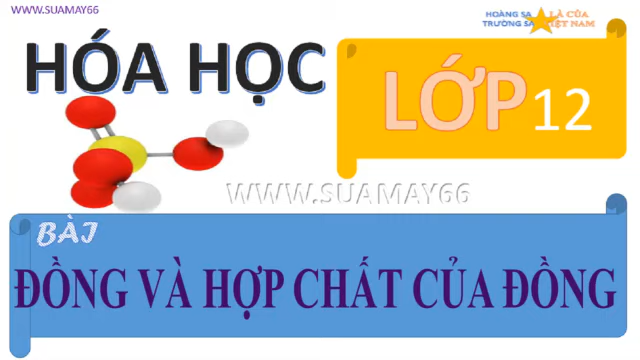 WWW.SUAMAY66
HOÀNG SA LÀ CỦA
TRƯỜNG SA VIỆT NAM
HÓA HỌC
LỚP 12
WWW.SUAMAY66
BÀI
ĐỒNG VÀ HỢP CHẤT CỦA ĐỒNG